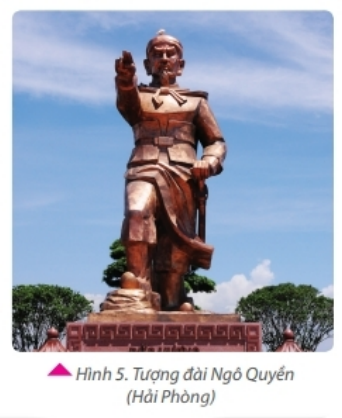 Hình 5. Tượng đài Ngô Quyền
(Hải Phòng)